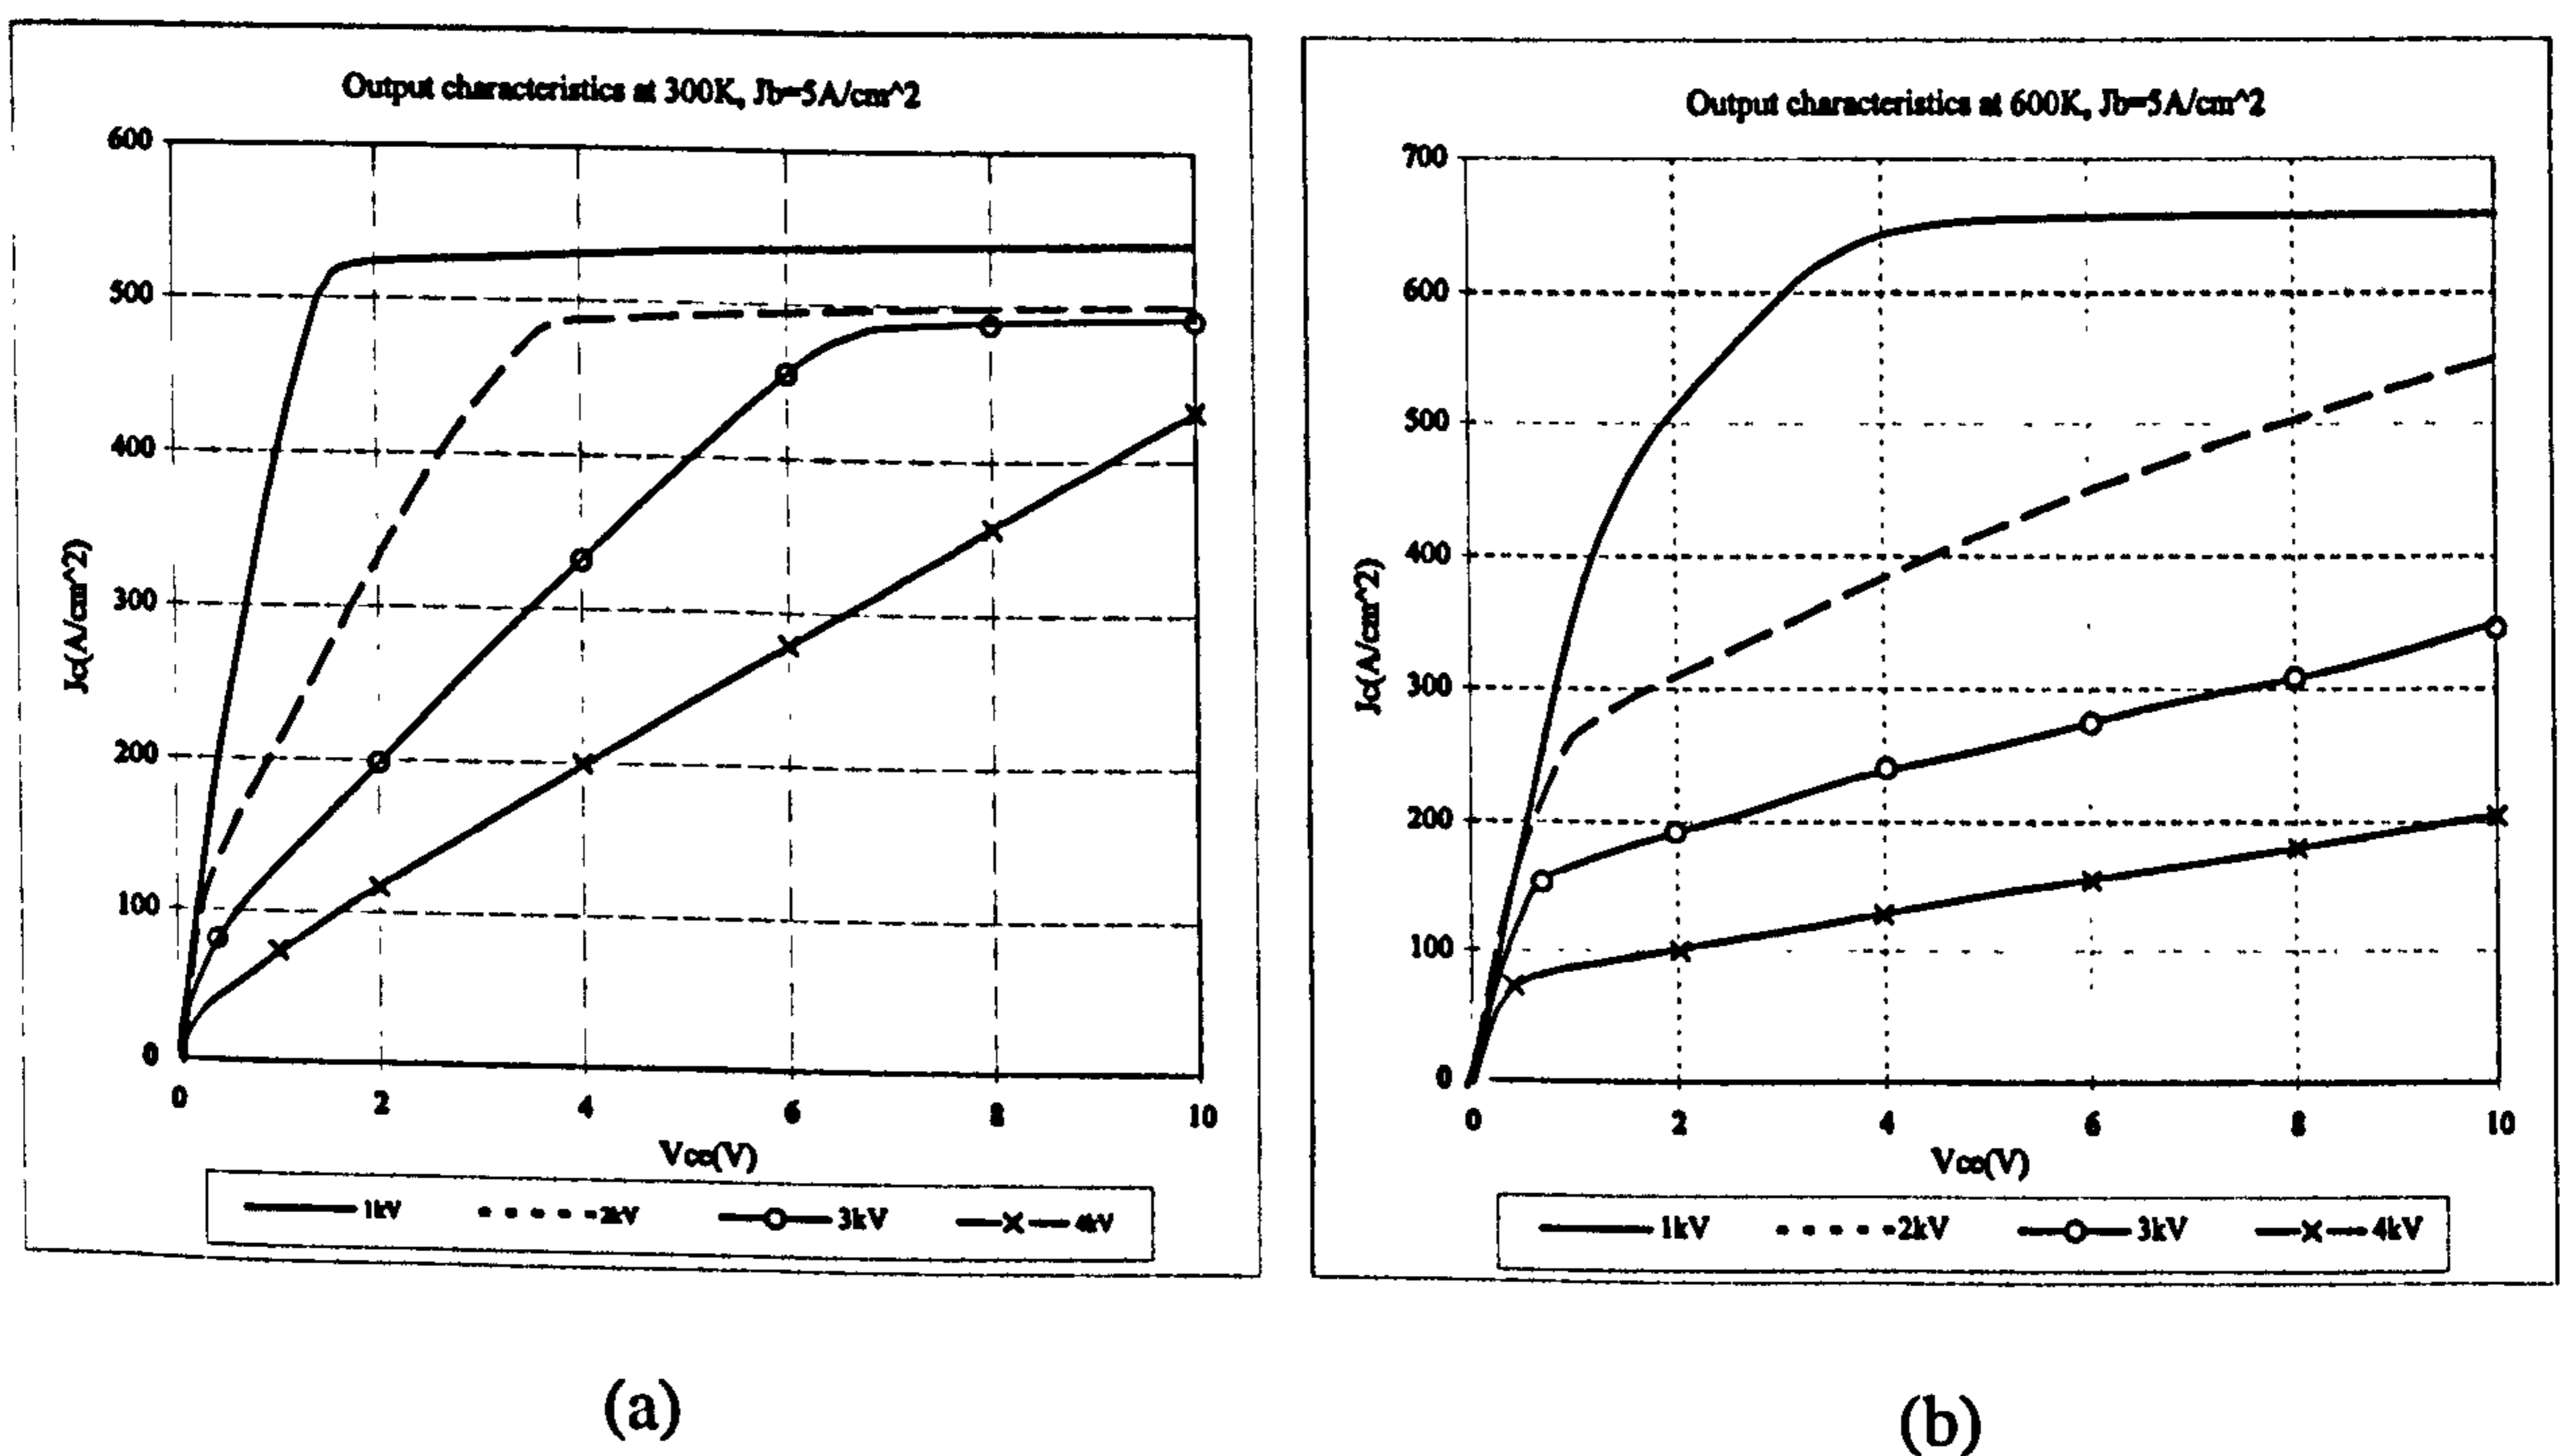 Output characteristics at 300K, Jb=5A/cm^2
600
500
400
300
200
100
0
Jc(A/cm^2)
0 2 4 6 8 10
Vce(V)
1kV 2kV 3kV 4kV
(a)
Output characteristics at 600K, Jb=5A/cm^2
700
600
500
400
300
200
100
0
Jc(A/cm^2)
0 2 4 6 8 10
Vce(V)
1kV 2kV 3kV 4kV
(b)